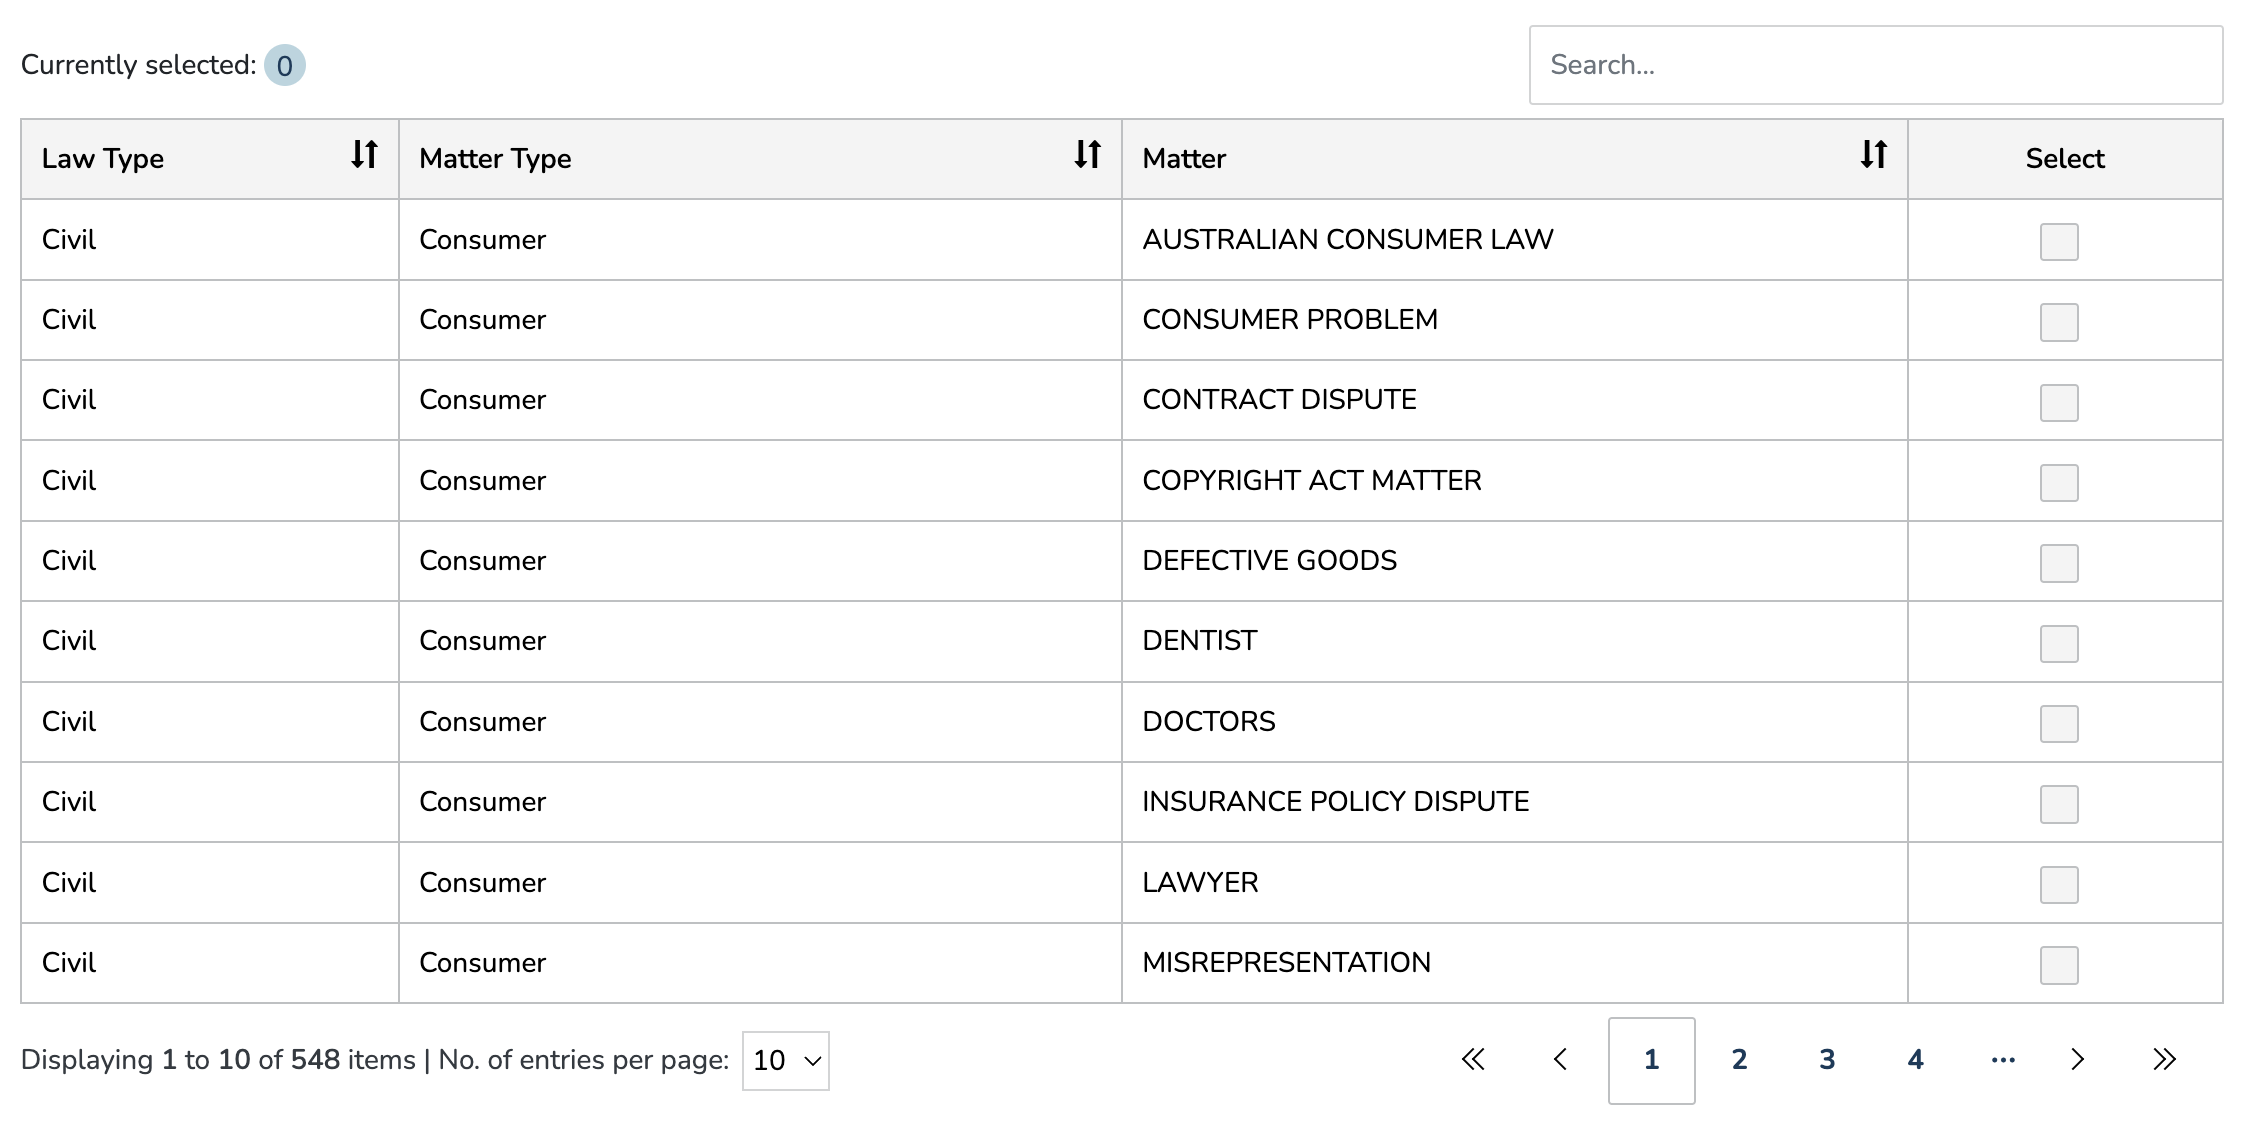 Currently selected: 0
Search...
Law Type Matter Type Matter Select
Civil Consumer AUSTRALIAN CONSUMER LAW
Civil Consumer CONSUMER PROBLEM
Civil Consumer CONTRACT DISPUTE
Civil Consumer COPYRIGHT ACT MATTER
Civil Consumer DEFECTIVE GOODS
Civil Consumer DENTIST
Civil Consumer DOCTORS
Civil Consumer INSURANCE POLICY DISPUTE
Civil Consumer LAWYER
Civil Consumer MISREPRESENTATION
Displaying 1 to 10 of 548 items | No. of entries per page: 10 « ‹ 1 2 3 4 ... › »